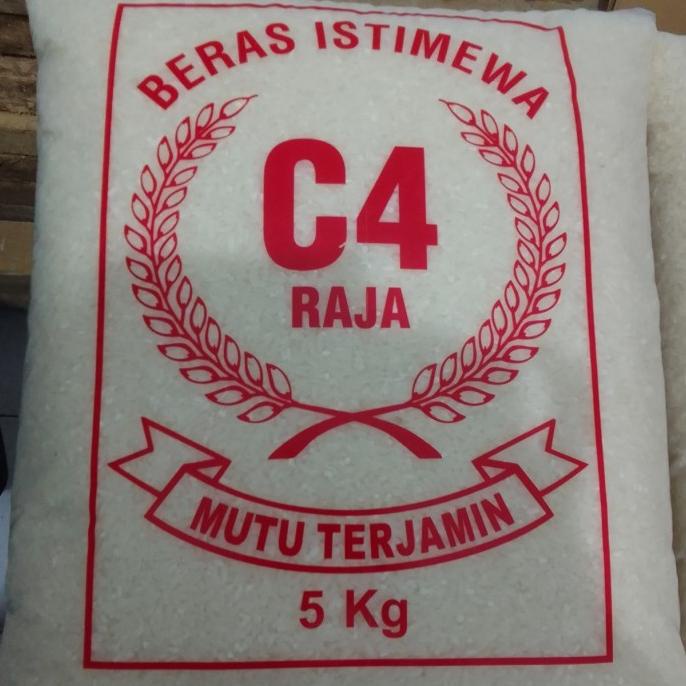 BERAS ISTIMEWA
C4
RAJA
MUTU TERJAMIN
5 Kg